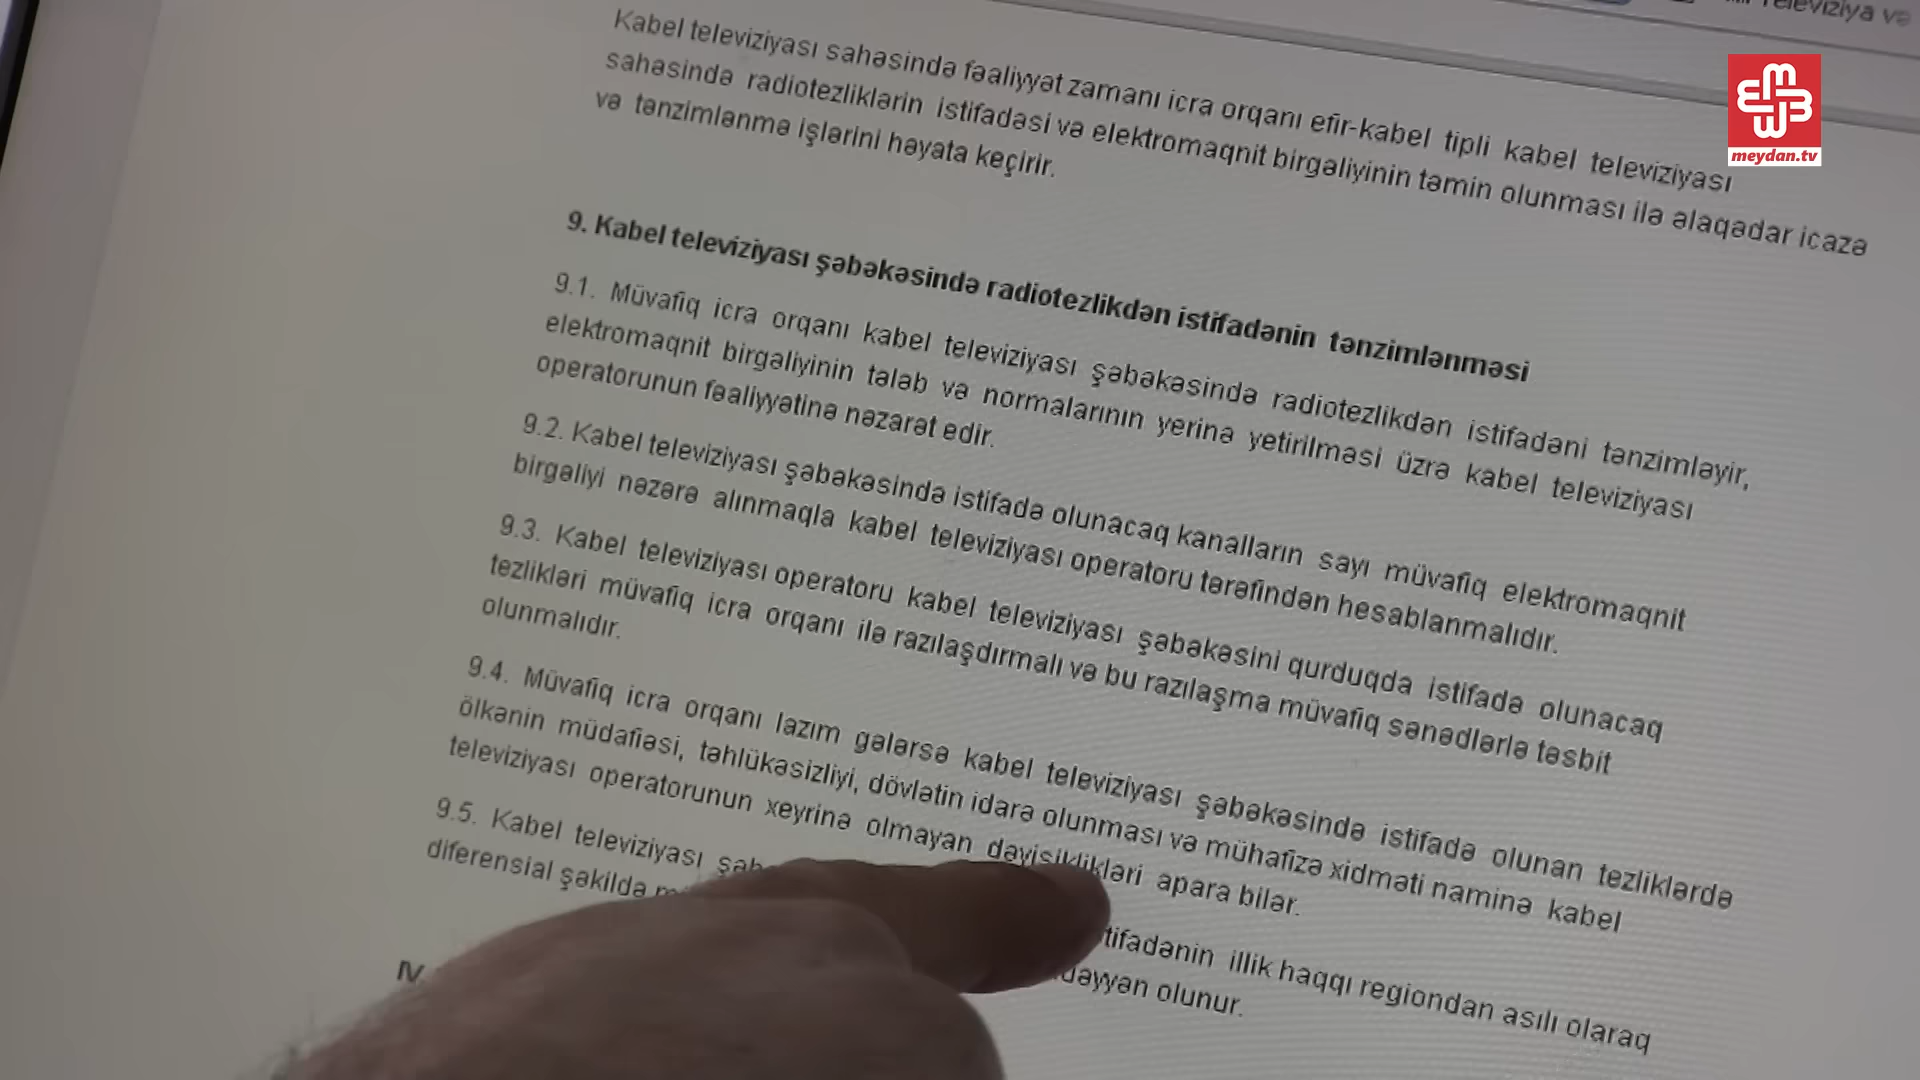 Televiziya və
meydan.tv
Kabel televiziyası sahəsində fəaliyyət zamanı icra orqanı efir-kabel tipli kabel televiziyası
sahəsində radiotezliklərin istifadəsi və elektromaqnit birgəliyinin təmin olunması ilə əlaqədar icazə
və tənzimlənmə işlərini həyata keçirir.
9. Kabel televiziyası şəbəkəsində radiotezlikdən istifadənin tənzimlənməsi
9.1. Müvafiq icra orqanı kabel televiziyası şəbəkəsində radiotezlikdən istifadəni tənzimləyir,
elektromaqnit birgəliyinin tələb və normalarının yerinə yetirilməsi üzrə kabel televiziyası
operatorunun fəaliyyətinə nəzarət edir.
9.2. Kabel televiziyası şəbəkəsində istifadə olunacaq kanalların sayı müvafiq elektromaqnit
birgəliyi nəzərə alınmaqla kabel televiziyası operatoru tərəfindən hesablanmalıdır.
9.3. Kabel televiziyası operatoru kabel televiziyası şəbəkəsini qurduqda istifadə olunacaq
tezlikləri müvafiq icra orqanı ilə razılaşdırmalı və bu razılaşma müvafiq sənədlərlə təsbit
olunmalıdır.
9.4. Müvafiq icra orqanı lazım gələrsə kabel televiziyası şəbəkəsində istifadə olunan tezliklərdə
ölkənin müdafiəsi, təhlükəsizliyi, dövlətin idarə olunması və mühafizə xidməti naminə kabel
televiziyası operatorunun xeyrinə olmayan dəyişiklikləri apara bilər.
9.5. Kabel televiziyası şəb tifadənin illik haqqı regiondan asılı olaraq
diferensial şəkildə əyyən olunur.
IV